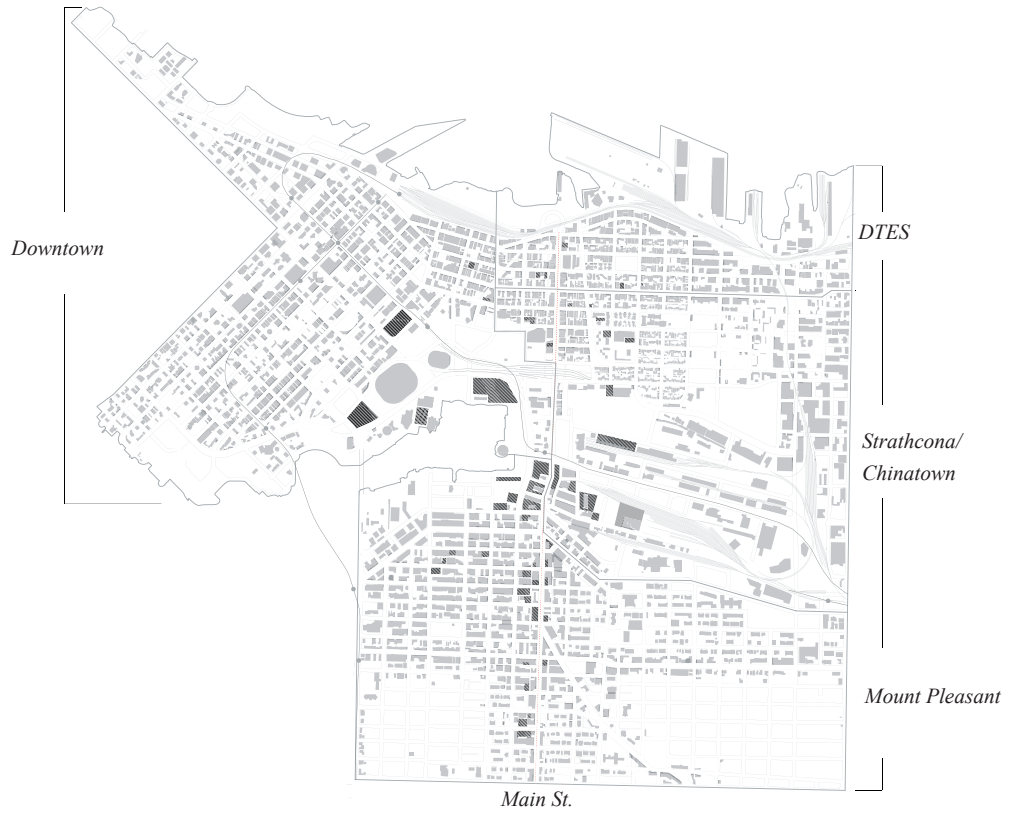 Downtown
DTES
Strathcona/
Chinatown
Mount Pleasant
Main St.